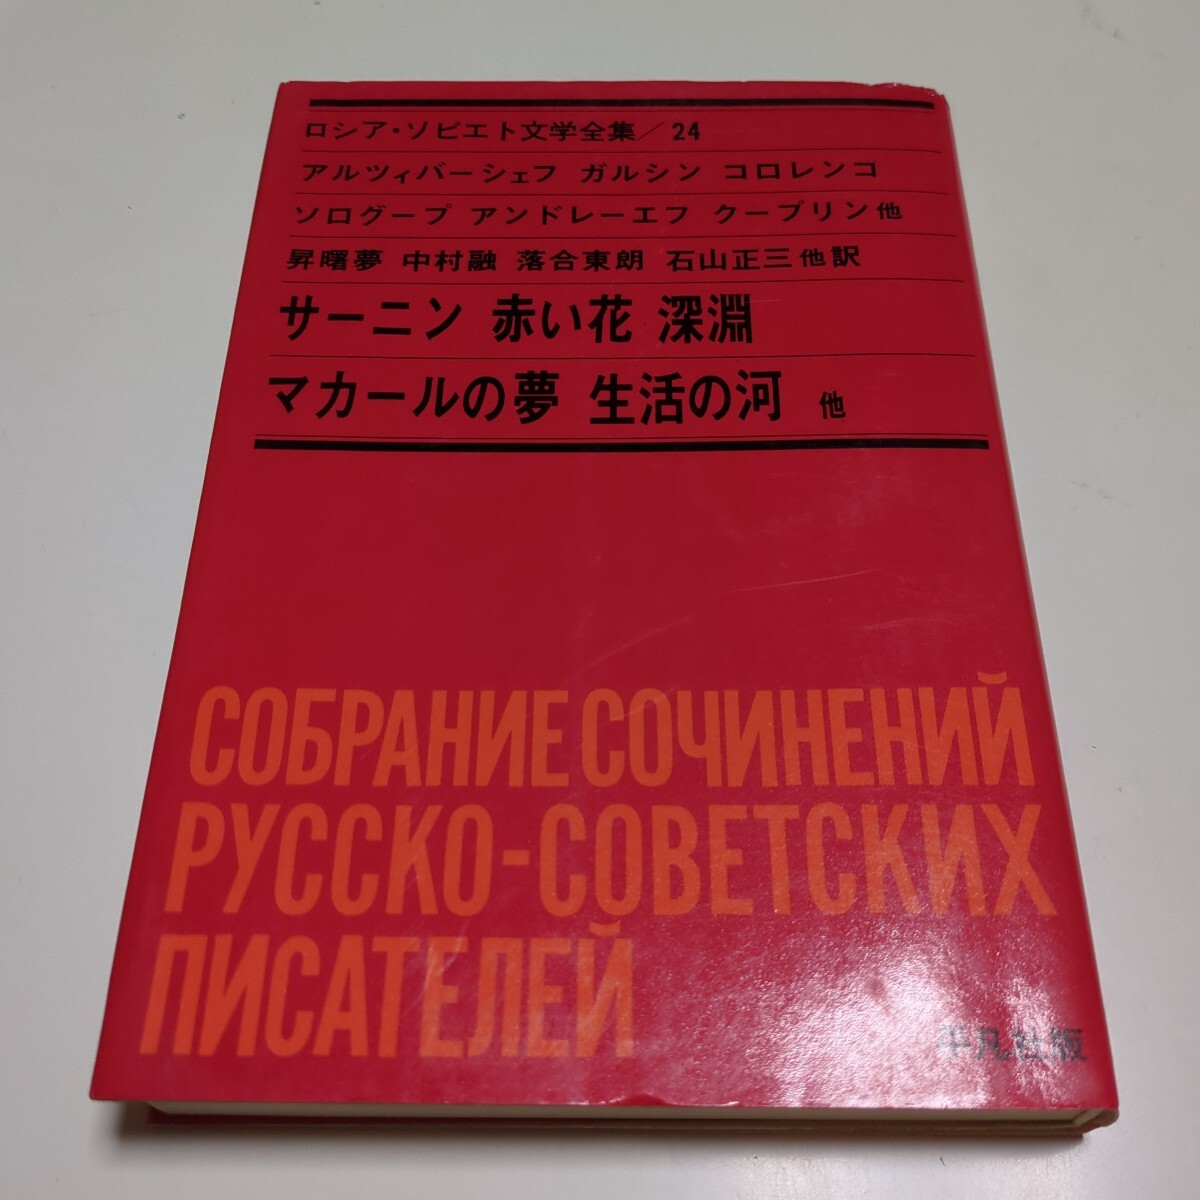 ロシア・ソビエト文学全集/24
アルツィバーシェフ ガルシン コロレンコ
ソログープ アンドレーエフ クープリン他
昇曙夢 中村融 落合東朗 石山正三他訳
サーニン 赤い花 深淵
マカールの夢 生活の河 他
СОБРАНИЕ СОЧИНЕНИЙ
РУССКО-СОВЕТСКИХ
ПИСАТЕЛЕЙ
平凡社版